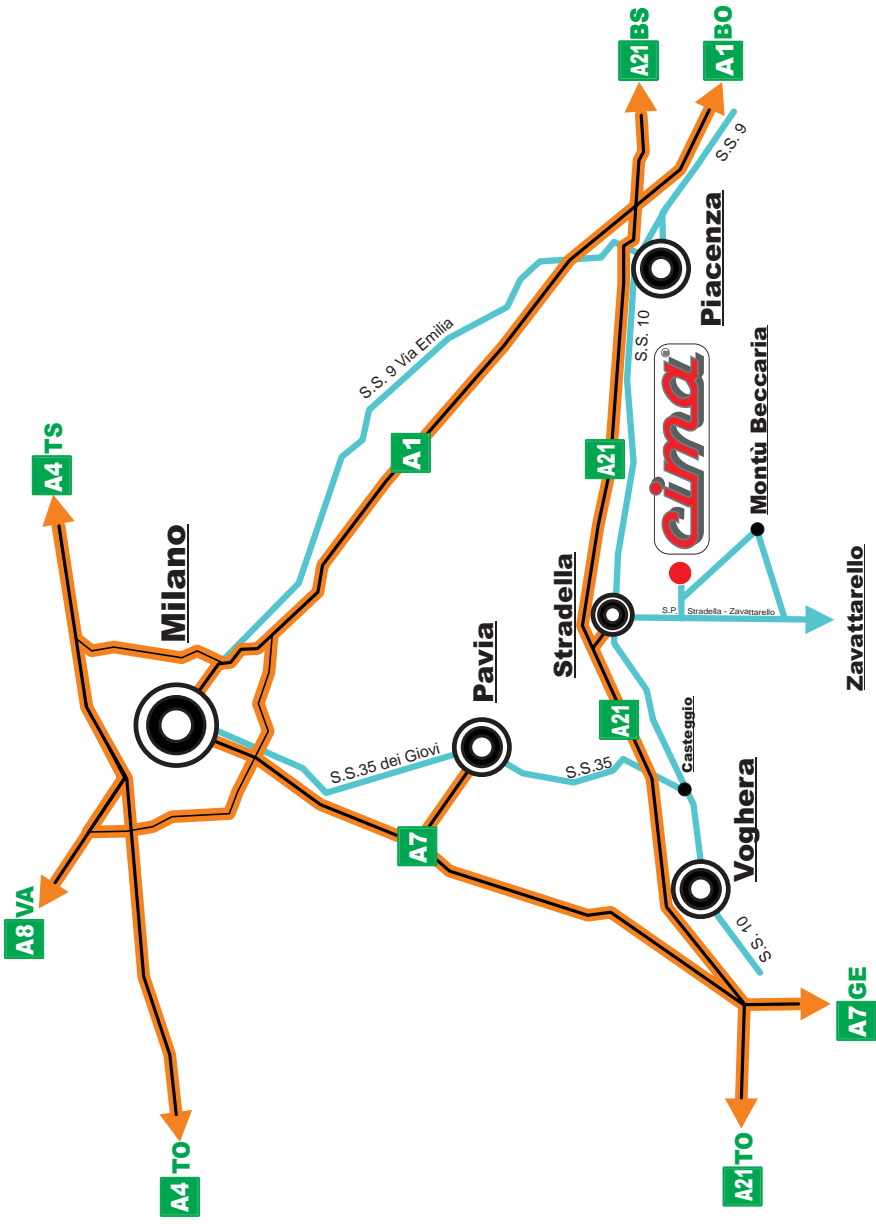 A8 VA
A4 TO
A4 TS
Milano
S.S. 9 Via Emilia
A1
S.S.35 dei Giovi
Pavia
A7
S.S.35
A21 BS
A1 BO
S.S. 9
Piacenza
S.S. 10
A21
cima®
Stradella
S.P. Stradella - Zavattarello
Montù Beccaria
Zavattarello
A21
Casteggio
Voghera
S.S. 10
A7 GE
A21 TO